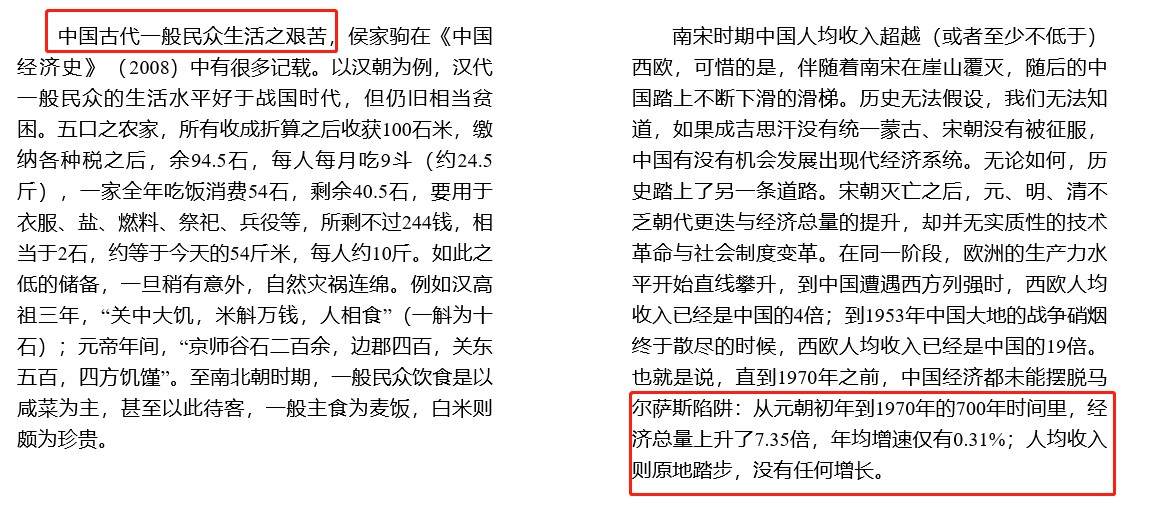 中国古代一般民众生活之艰苦，侯家驹在《中国
经济史》（2008）中有很多记载。以汉朝为例，汉代
一般民众的生活水平好于战国时代，但仍旧相当贫
困。五口之农家，所有收成折算之后收获100石米，缴
纳各种税之后，余94.5石，每人每月吃9斗（约24.5
斤），一家全年吃饭消费54石，剩余40.5石，要用于
衣服、盐、燃料、祭祀、兵役等，所剩不过244钱，相
当于2石，约等于今天的54斤米，每人约10斤。如此之
低的储备，一旦稍有意外，自然灾祸连绵。例如汉高
祖三年，“关中大饥，米斛万钱，人相食”（一斛为十
石）；元帝年间，“京师谷石二百余，边郡四百，关东
五百，四方饥馑”。至南北朝时期，一般民众饮食是以
咸菜为主，甚至以此待客，一般主食为麦饭，白米则
颇为珍贵。
南宋时期中国人均收入超越（或者至少不低于）
西欧，可惜的是，伴随着南宋在崖山覆灭，随后的中
国踏上不断下滑的滑梯。历史无法假设，我们无法知
道，如果成吉思汗没有统一蒙古、宋朝没有被征服，
中国有没有机会发展出现代经济系统。无论如何，历
史踏上了另一条道路。宋朝灭亡之后，元、明、清不
乏朝代更迭与经济总量的提升，却并无实质性的技术
革命与社会制度变革。在同一阶段，欧洲的生产力水
平开始直线攀升，到中国遭遇西方列强时，西欧人均
收入已经是中国的4倍；到1953年中国大地的战争硝烟
终于散尽的时候，西欧人均收入已经是中国的19倍。
也就是说，直到1970年之前，中国经济都未能摆脱马
尔萨斯陷阱：从元朝初年到1970年的700年时间里，经
济总量上升了7.35倍，年均增速仅有0.31%；人均收入
则原地踏步，没有任何增长。